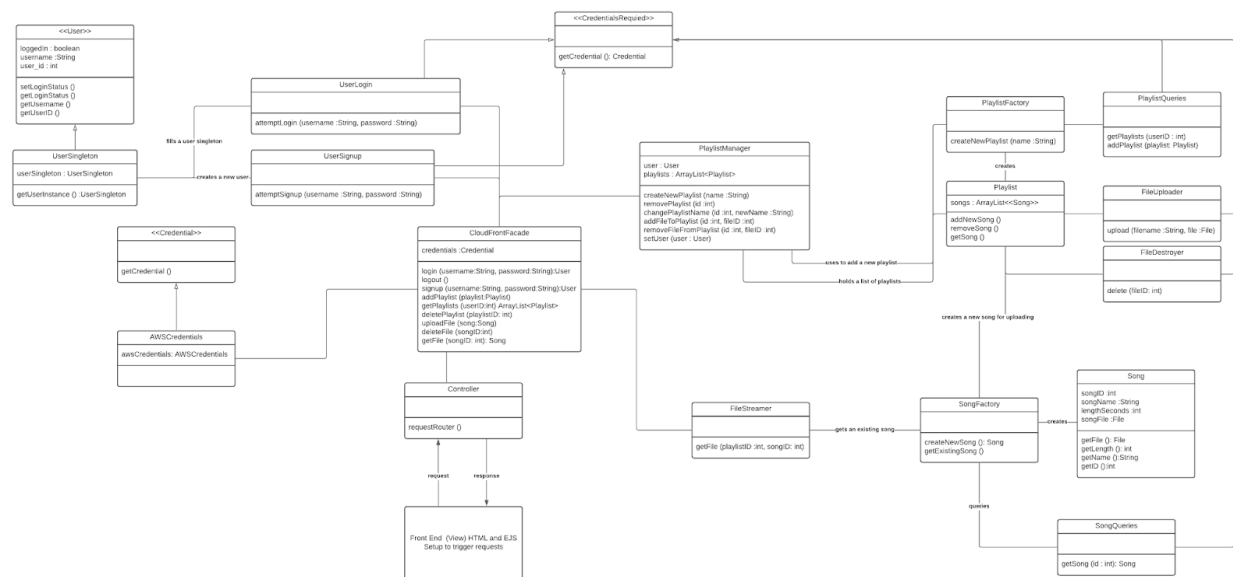 <<User>>
loggedIn : boolean
username :String
user_id : int
setLoginStatus ()
getLoginStatus ()
getUsername ()
getUserID ()
UserSingleton
userSingleton : UserSingleton
getUserInstance () :UserSingleton
fills a user singleton
creates a new user
UserLogin
attemptLogin (username :String, password :String)
UserSignup
attemptSignup (username :String, password :String)
<<CredentialsRequied>>
getCredential (): Credential
<<Credential>>
getCredential ()
AWSCredentials
awsCredentials: AWSCredentials
CloudFrontFacade
credentials :Credential
login (username:String, password:String):User
logout ()
signup (username:String, password:String):User
addPlaylist (playlist:Playlist)
getPlaylists (userID:int) ArrayList<Playlist>
deletePlaylist (playlistID: int)
uploadFile (song:Song)
deleteFile (songID:int)
getFile (songID: int): Song
Controller
requestRouter ()
request
response
Front End (View) HTML and EJS
Setup to trigger requests
PlaylistManager
user : User
playlists : ArrayList<Playlist>
createNewPlaylist (name :String)
removePlaylist (id :int)
changePlaylistName (id :int, newName :String)
addFileToPlaylist (id :int, fileID :int)
removeFileFromPlaylist (id :int, fileID :int)
setUser (user : User)
uses to add a new playlist
holds a list of playlists
PlaylistFactory
createNewPlaylist (name :String)
creates
Playlist
songs : ArrayList<<Song>>
addNewSong ()
removeSong ()
getSong ()
PlaylistQueries
getPlaylists (userID : int)
addPlaylist (playlist: Playlist)
FileUploader
upload (filename :String, file :File)
FileDestroyer
delete (fileID: int)
creates a new song for uploading
FileStreamer
getFile (playlistID :int, songID: int)
gets an existing song
SongFactory
createNewSong (): Song
getExistingSong ()
creates
Song
songID :int
songName :String
lengthSeconds :int
songFile :File
getFile (): File
getLength (): int
getName ():String
getID ():int
queries
SongQueries
getSong (id : int): Song